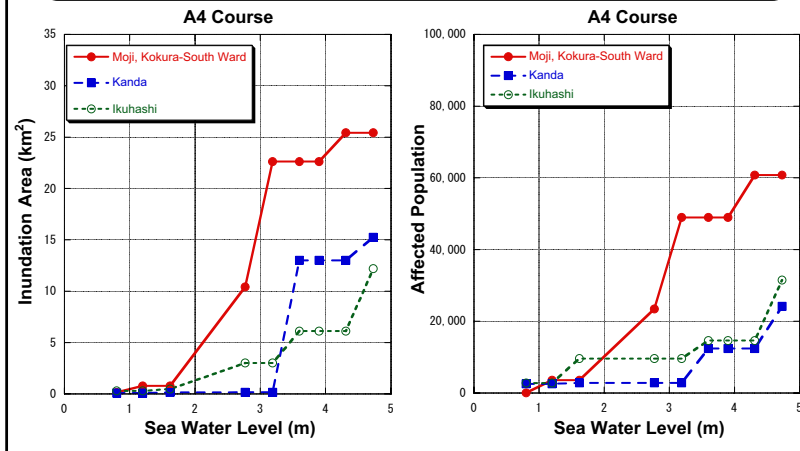 A4 Course
35
30
25
20
15
10
5
0
Inundation Area (km²)
Moji, Kokura-South Ward
Kanda
Ikuhashi
0 1 2 3 4 5
Sea Water Level (m)
A4 Course
100,000
80,000
60,000
40,000
20,000
0
Affected Population
Moji, Kokura-South Ward
Kanda
Ikuhashi
0 1 2 3 4 5
Sea Water Level (m)